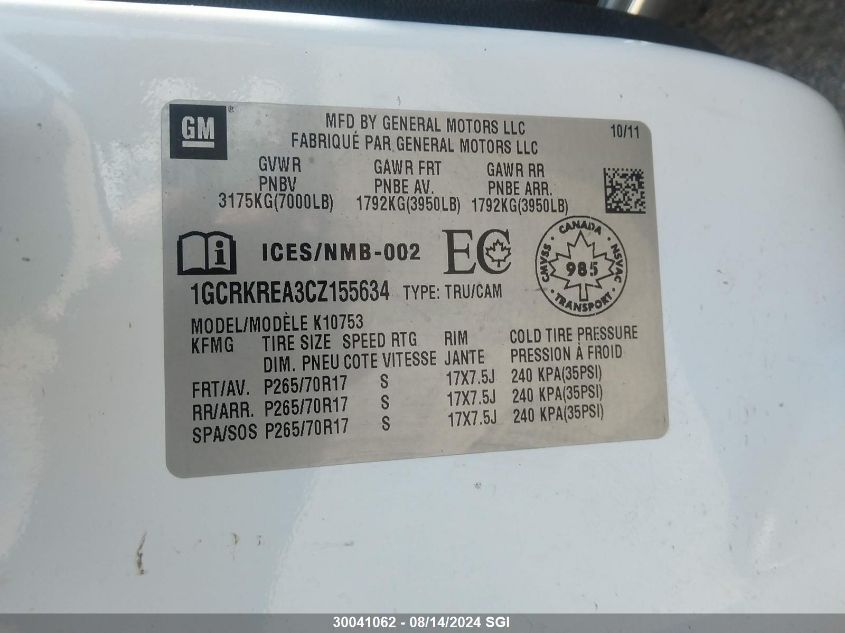 GM ®
MFD BY GENERAL MOTORS LLC
FABRIQUÉ PAR GENERAL MOTORS LLC
10/11
GVWR GAWR FRT GAWR RR
PNBV PNBE AV. PNBE ARR.
3175KG(7000LB) 1792KG(3950LB) 1792KG(3950LB)
i ICES/NMB-002 EC
CANADA
CMVSS 985 NSVAC
TRANSPORT
1GCRKREA3CZ155634 TYPE: TRU/CAM
MODEL/MODÈLE K10753
KFMG TIRE SIZE SPEED RTG RIM COLD TIRE PRESSURE
DIM. PNEU COTE VITESSE JANTE PRESSION À FROID
FRT/AV. P265/70R17 S 17X7.5J 240 KPA(35PSI)
RR/ARR. P265/70R17 S 17X7.5J 240 KPA(35PSI)
SPA/SOS P265/70R17 S 17X7.5J 240 KPA(35PSI)
30041062 - 08/14/2024 SGI